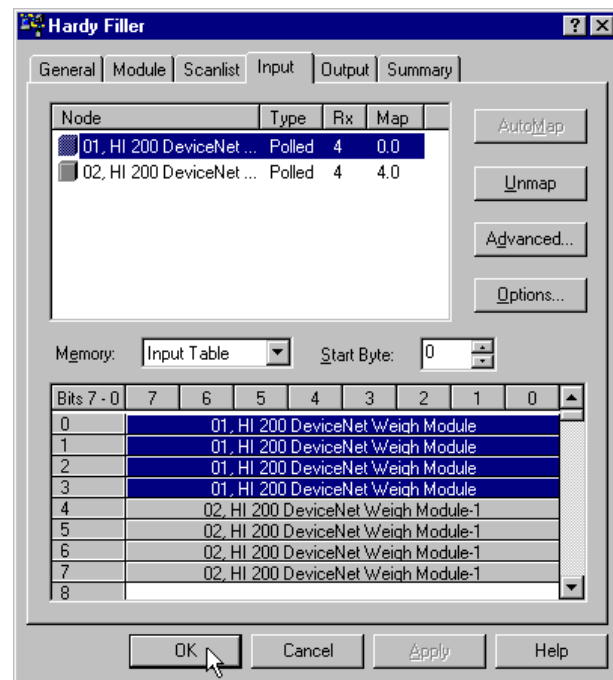 Hardy Filler
General Module Scanlist Input Output Summary
Node Type Rx Map
01, HI 200 DeviceNet ... Polled 4 0.0
02, HI 200 DeviceNet ... Polled 4 4.0
AutoMap
Unmap
Advanced...
Options...
Memory: Input Table Start Byte: 0
Bits 7 - 0 7 6 5 4 3 2 1 0
0 01, HI 200 DeviceNet Weigh Module
1 01, HI 200 DeviceNet Weigh Module
2 01, HI 200 DeviceNet Weigh Module
3 01, HI 200 DeviceNet Weigh Module
4 02, HI 200 DeviceNet Weigh Module-1
5 02, HI 200 DeviceNet Weigh Module-1
6 02, HI 200 DeviceNet Weigh Module-1
7 02, HI 200 DeviceNet Weigh Module-1
8
OK Cancel Apply Help